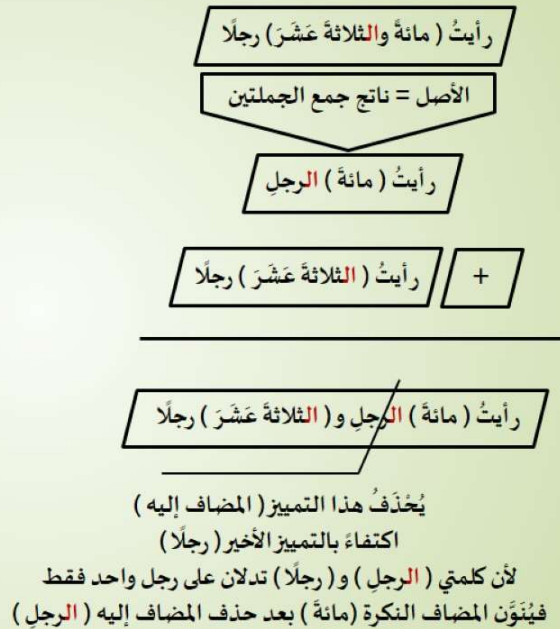 رأيتُ ( مائةً والثلاثةَ عَشَرَ) رجلًا
الأصل = ناتج جمع الجملتين
رأيتُ ( مائةَ ) الرجلِ
+ رأيتُ ( الثلاثةَ عَشَرَ ) رجلًا
رأيتُ ( مائةَ ) الرجلِ و( الثلاثةَ عَشَرَ ) رجلًا
يُحْذَفُ هذا التمييز ( المضاف إليه )
اكتفاءً بالتمييز الأخير ( رجلًا )
لأن كلمتي ( الرجلِ ) و ( رجلًا ) تدلان على رجل واحد فقط
فيُنَوَّن المضاف النكرة (مائةً ) بعد حذف المضاف إليه ( الرجلِ )